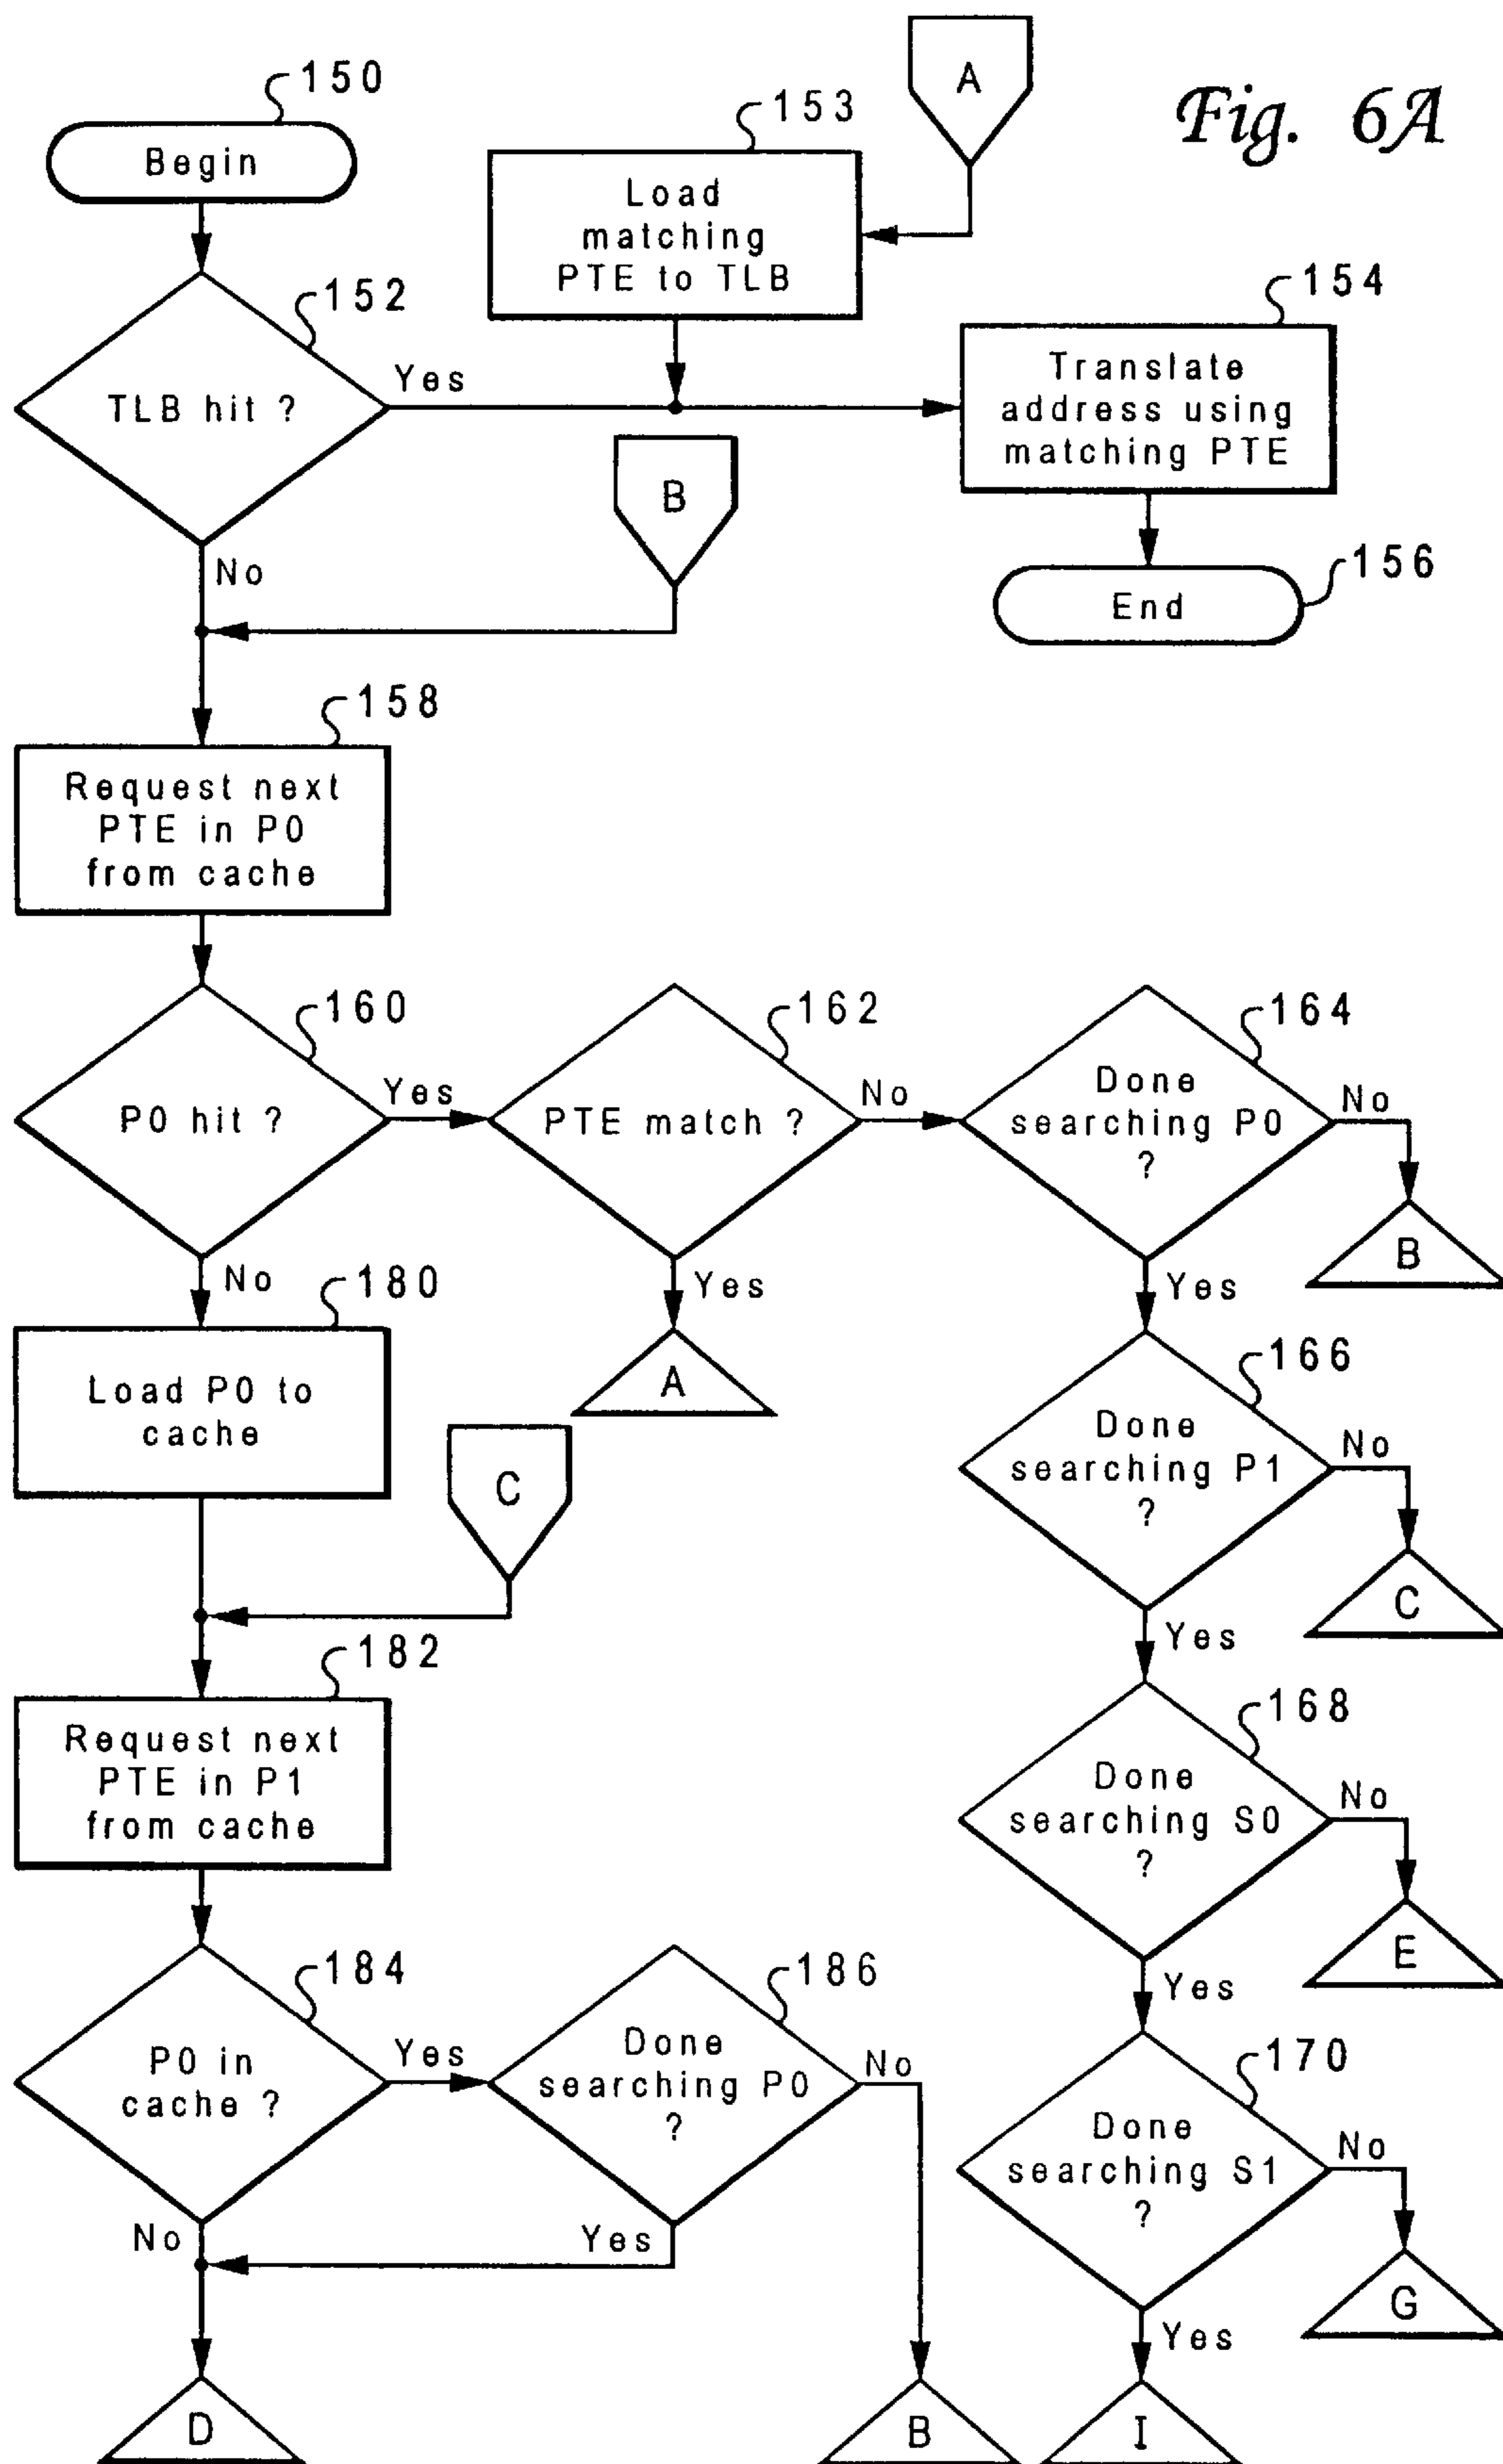 Fig. 6A
150
Begin
153
Load
matching
PTE to TLB
A
152
TLB hit ?
Yes
No
154
Translate
address using
matching PTE
B
156
End
158
Request next
PTE in P0
from cache
160
P0 hit ?
Yes
No
162
PTE match ?
No
Yes
A
164
Done
searching P0
?
No
B
Yes
180
Load P0 to
cache
166
Done
searching P1
?
No
C
Yes
C
182
Request next
PTE in P1
from cache
168
Done
searching S0
?
No
E
Yes
184
P0 in
cache ?
Yes
No
186
Done
searching P0
?
No
Yes
170
Done
searching S1
?
No
G
Yes
D
B
I